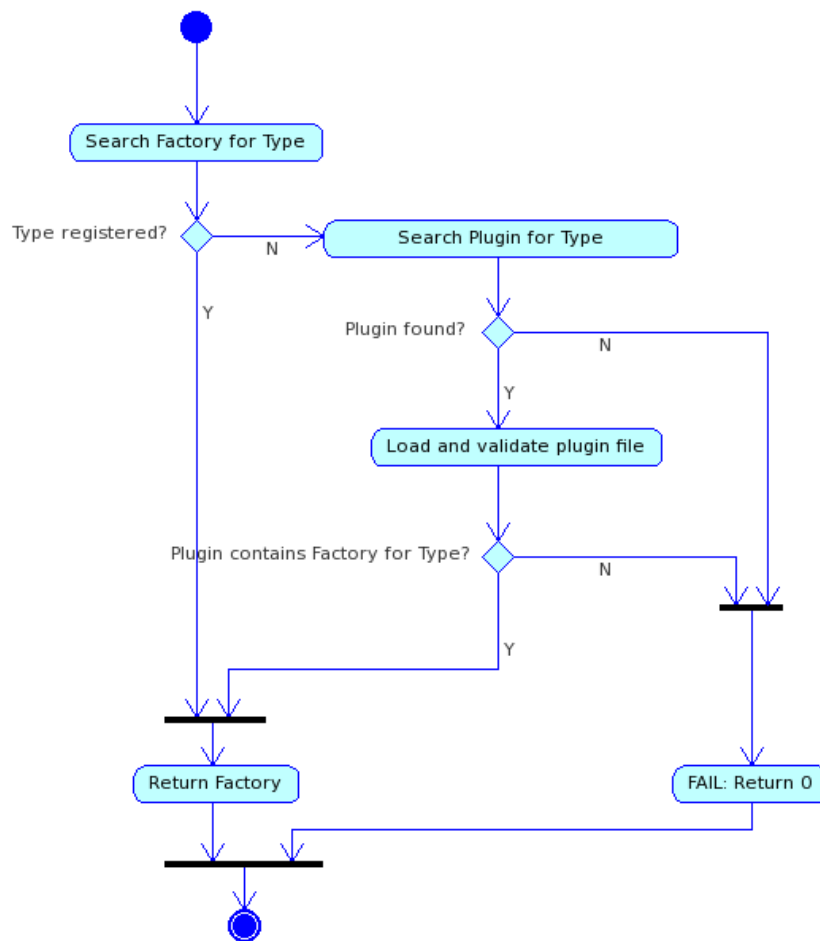 Search Factory for Type
Type registered?
N
Search Plugin for Type
Y
Plugin found?
N
Y
Load and validate plugin file
Plugin contains Factory for Type?
N
Y
Return Factory
FAIL: Return 0